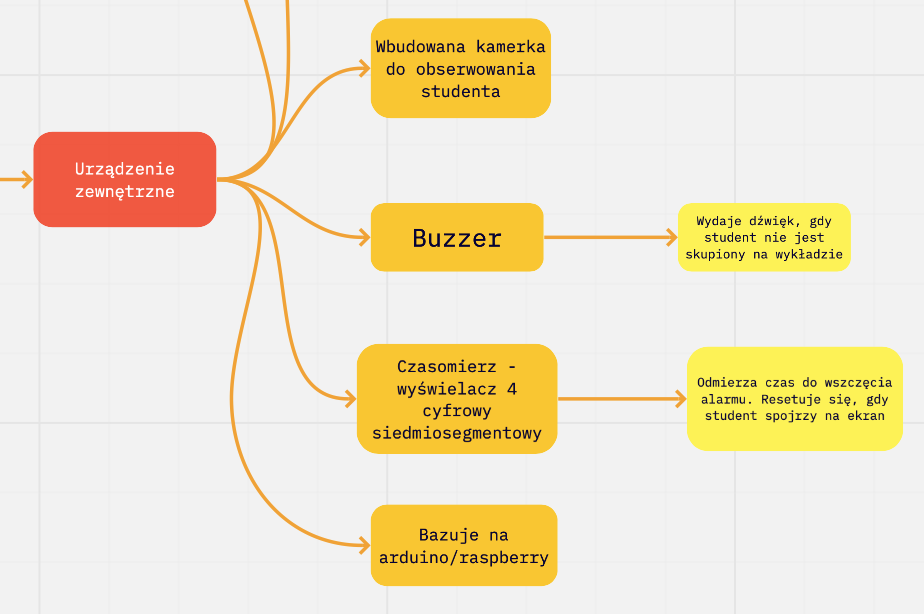 Wbudowana kamerka
do obserwowania
studenta
Urządzenie
zewnętrzne
Buzzer
Wydaje dźwięk, gdy
student nie jest
skupiony na wykładzie
Czasomierz -
wyświelacz 4
cyfrowy
siedmiosegmentowy
Odmierza czas do wszczęcia
alarmu. Resetuje się, gdy
student spojrzy na ekran
Bazuje na
arduino/raspberry